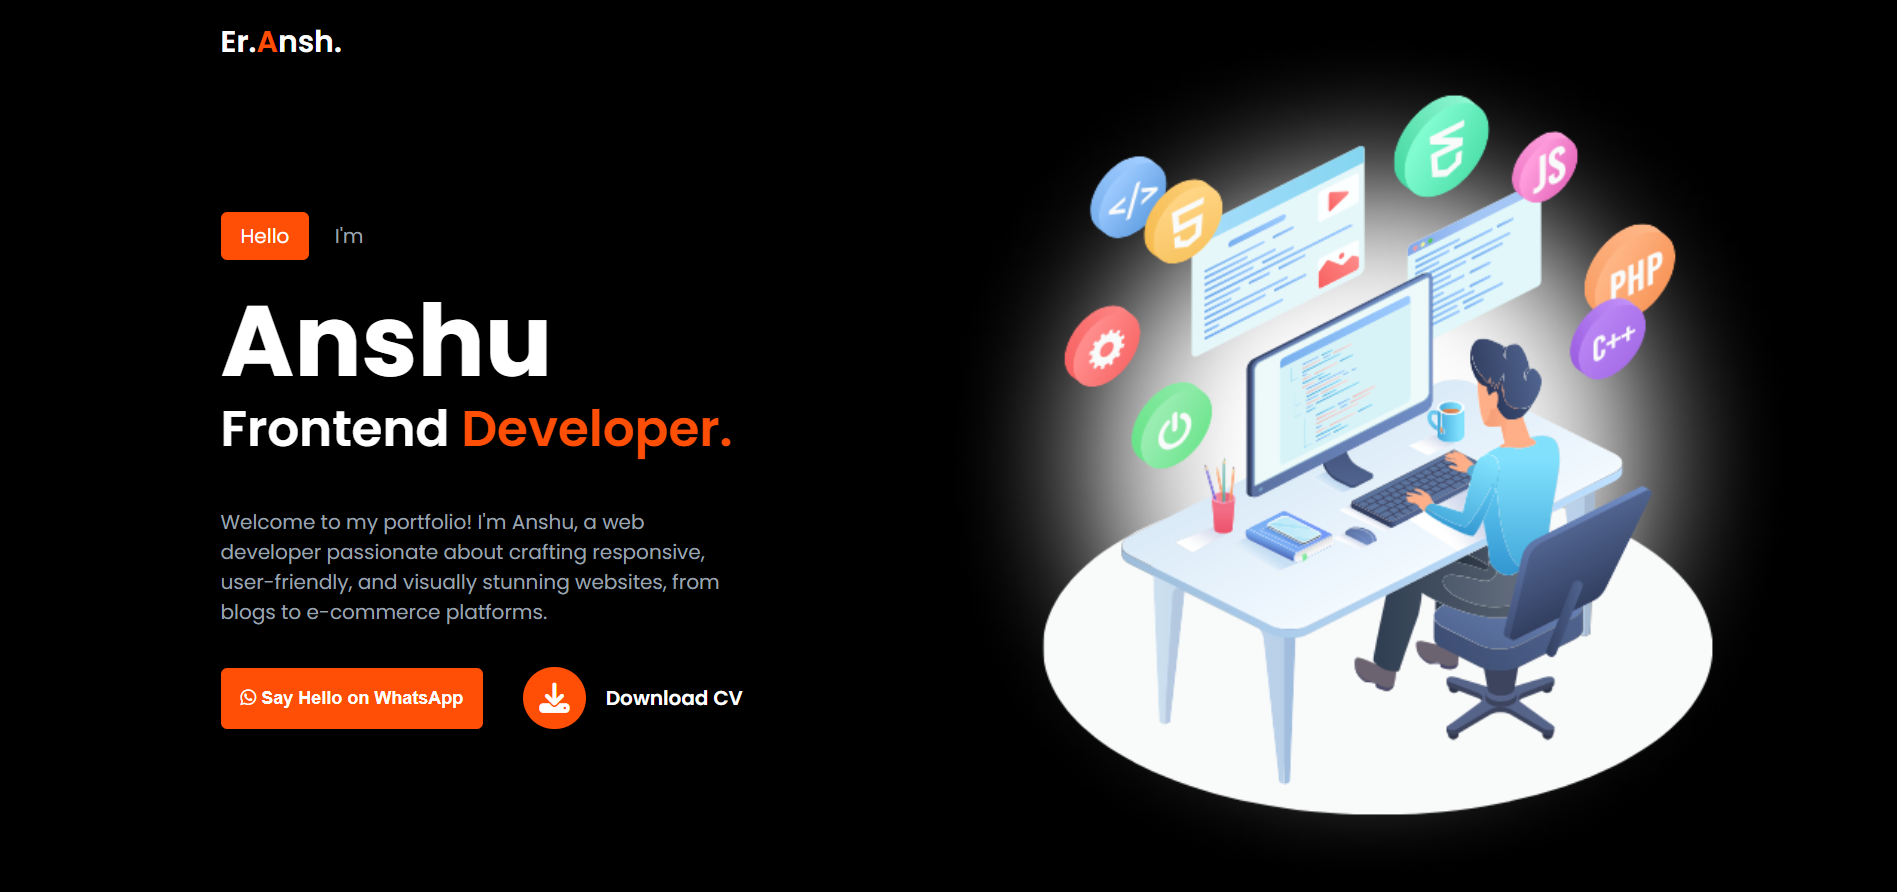 Er.Ansh.
Hello I'm
Anshu
Frontend Developer.
Welcome to my portfolio! I'm Anshu, a web
developer passionate about crafting responsive,
user-friendly, and visually stunning websites, from
blogs to e-commerce platforms.
Say Hello on WhatsApp
Download CV
</>
5
JS
PHP
C++